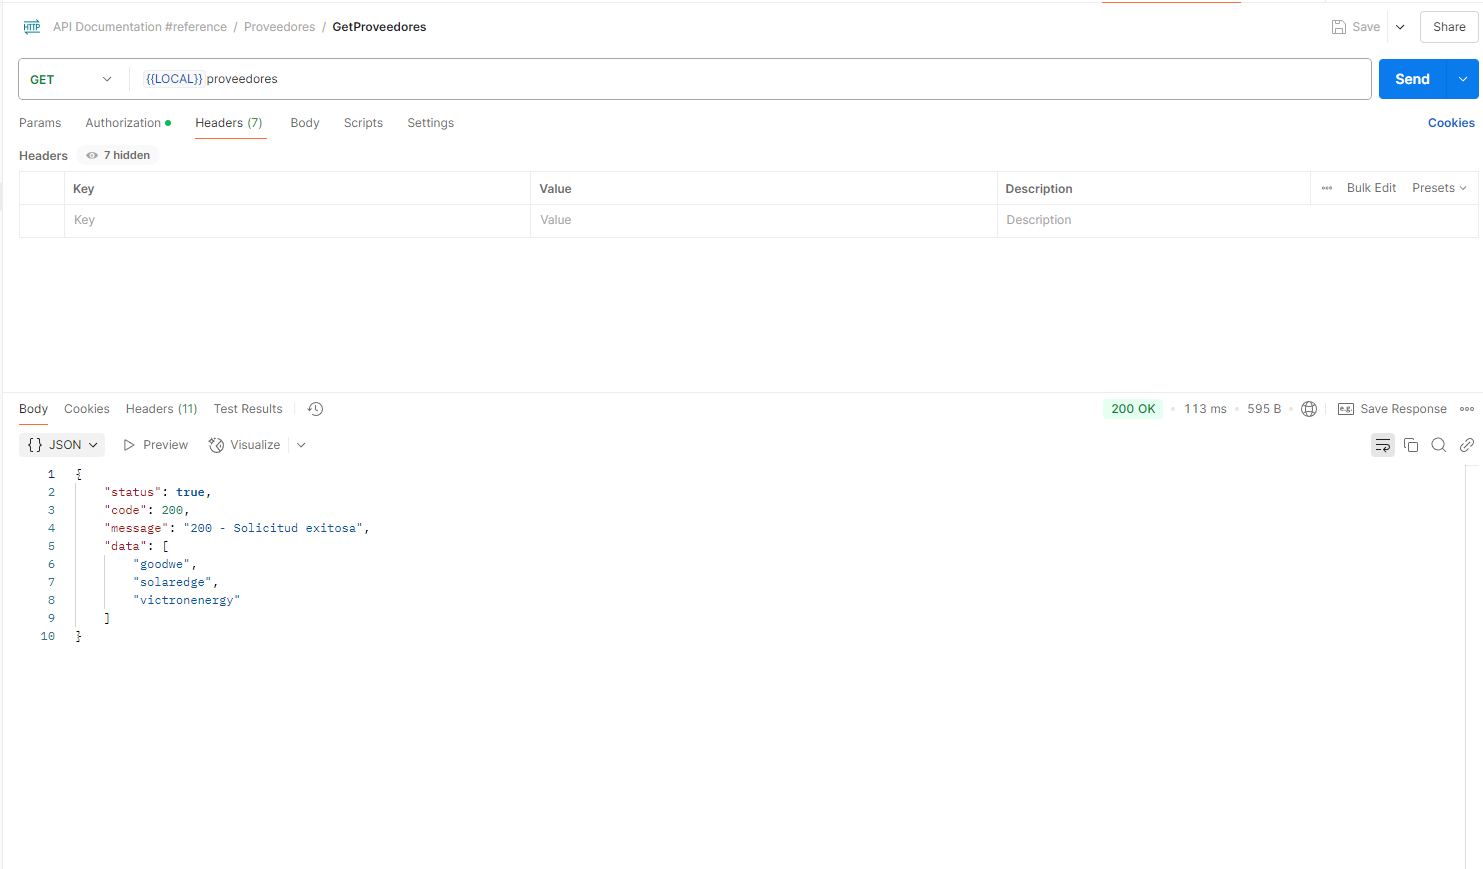 HTTP API Documentation #reference / Proveedores / GetProveedores Save Share
GET {{LOCAL}} proveedores Send
Params Authorization Headers (7) Body Scripts Settings Cookies
Headers 7 hidden
Key Value Description Bulk Edit Presets
Key Value Description
Body Cookies Headers (11) Test Results 200 OK 113 ms 595 B e.g. Save Response
{} JSON Preview Visualize
1 {
2 "status": true,
3 "code": 200,
4 "message": "200 - Solicitud exitosa",
5 "data": [
6 "goodwe",
7 "solaredge",
8 "victronenergy"
9 ]
10 }